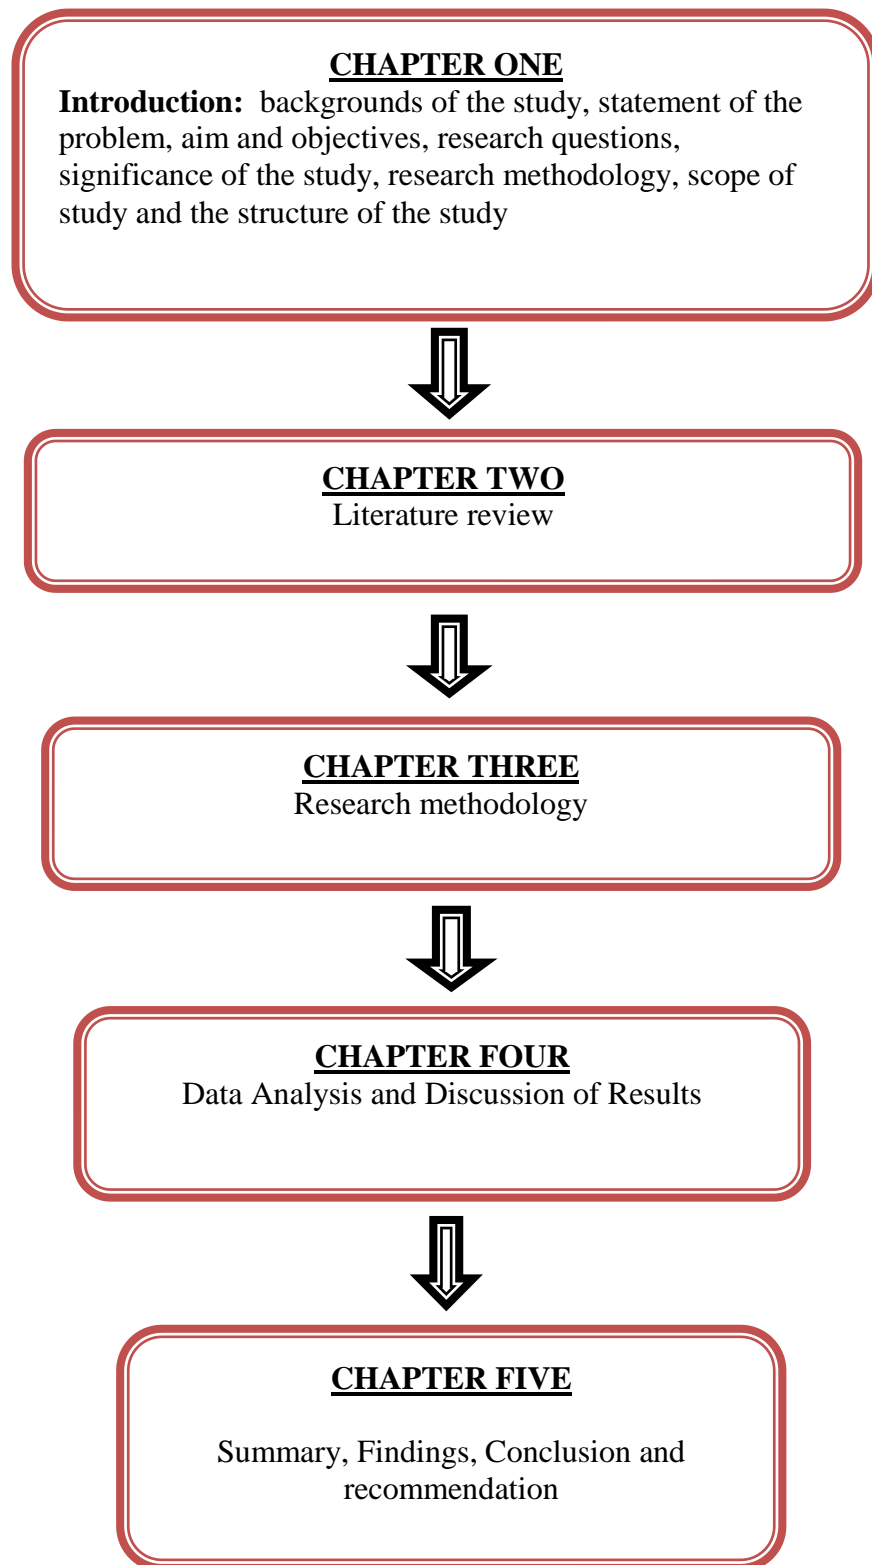 CHAPTER ONE
Introduction: backgrounds of the study, statement of the
problem, aim and objectives, research questions,
significance of the study, research methodology, scope of
study and the structure of the study
CHAPTER TWO
Literature review
CHAPTER THREE
Research methodology
CHAPTER FOUR
Data Analysis and Discussion of Results
CHAPTER FIVE
Summary, Findings, Conclusion and
recommendation